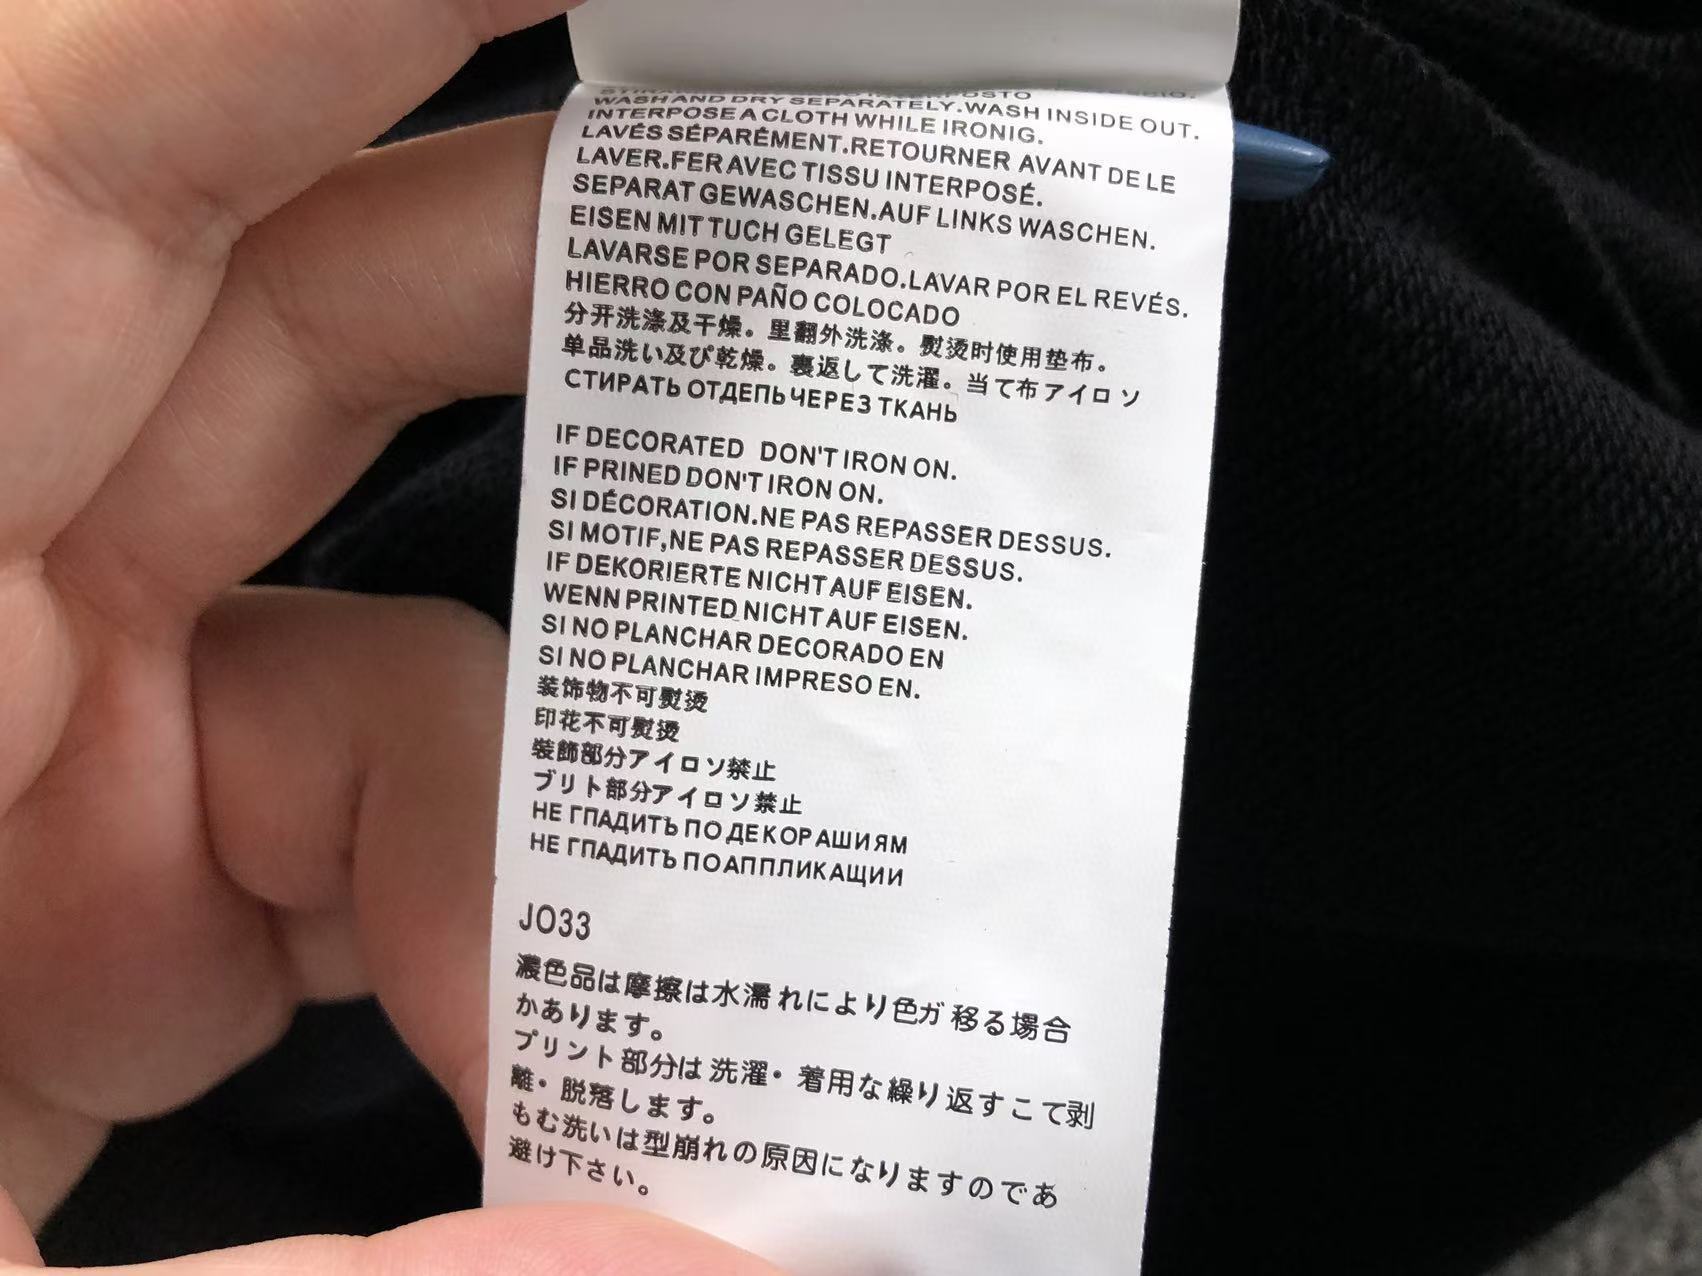 WASH AND DRY SEPARATELY.WASH INSIDE OUT.
INTERPOSE A CLOTH WHILE IRONIG.
LAVÉS SÉPARÉMENT.RETOURNER AVANT DE LE
LAVER.FER AVEC TISSU INTERPOSÉ.
SEPARAT GEWASCHEN.AUF LINKS WASCHEN.
EISEN MIT TUCH GELEGT
LAVARSE POR SEPARADO.LAVAR POR EL REVÉS.
HIERRO CON PAÑO COLOCADO
分开洗涤及干燥。里翻外洗涤。熨烫时使用垫布。
单品洗い及ぴ乾燥。裏返して洗濯。当て布アイロソ
СТИРАТЬ ОТДЕПЬ ЧЕРЕЗ ТКАНЬ
IF DECORATED DON'T IRON ON.
IF PRINED DON'T IRON ON.
SI DÉCORATION.NE PAS REPASSER DESSUS.
SI MOTIF,NE PAS REPASSER DESSUS.
IF DEKORIERTE NICHT AUF EISEN.
WENN PRINTED NICHT AUF EISEN.
SI NO PLANCHAR DECORADO EN
SI NO PLANCHAR IMPRESO EN.
装饰物不可熨烫
印花不可熨烫
装飾部分アイロソ禁止
ブリト部分アイロソ禁止
НЕ ГПАДИТЬ ПО ДЕКОРАШИЯМ
НЕ ГПАДИТЬ ПО АППЛИКАЩИИ
J033
濃色品は摩擦は水濡れにより色ガ移る場合
かあります。
プリント部分は洗濯・着用な繰り返すこて剥
離・脱落します。
もむ洗いは型崩れの原因になりますのであ
避け下さい。